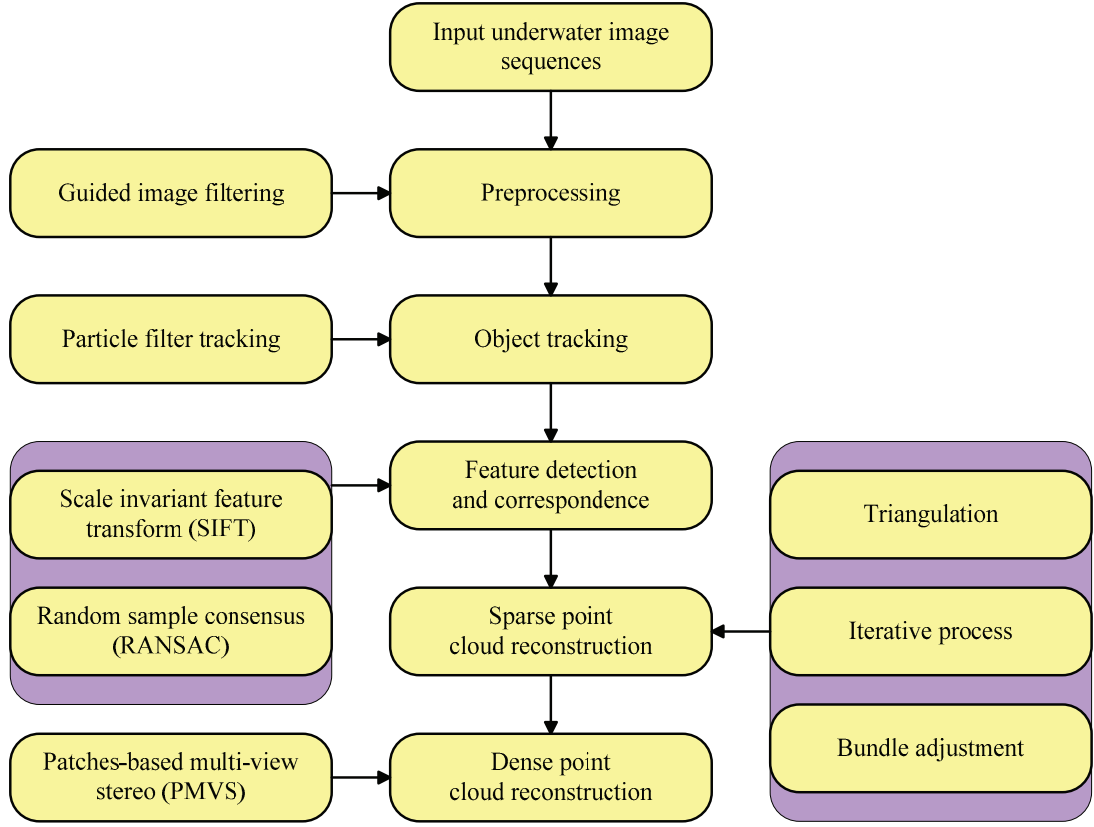 Input underwater image
sequences
Guided image filtering
Preprocessing
Particle filter tracking
Object tracking
Scale invariant feature
transform (SIFT)
Random sample consensus
(RANSAC)
Feature detection
and correspondence
Triangulation
Iterative process
Bundle adjustment
Sparse point
cloud reconstruction
Patches-based multi-view
stereo (PMVS)
Dense point
cloud reconstruction